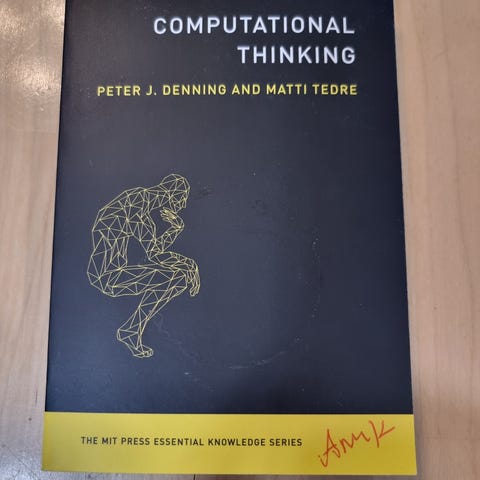 COMPUTATIONAL
THINKING
PETER J. DENNING AND MATTI TEDRE
THE MIT PRESS ESSENTIAL KNOWLEDGE SERIES